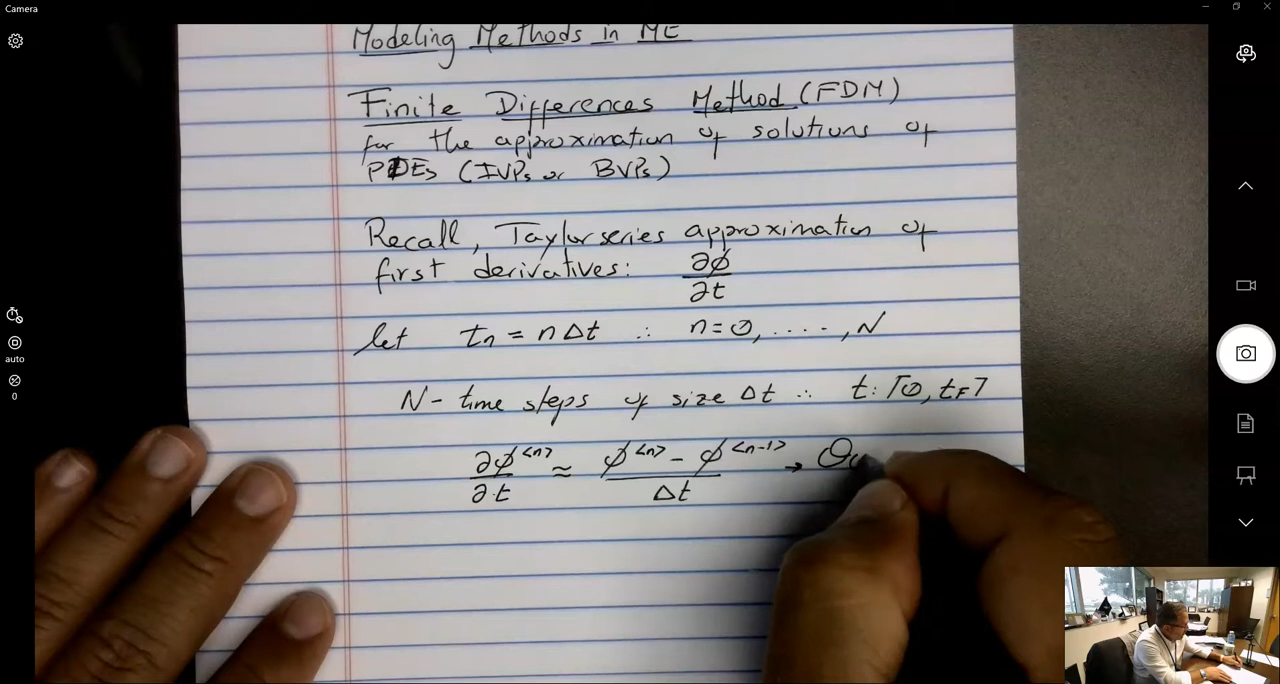 Camera
Modeling Methods in ME
Finite Differences Method (FDM)
for the approximation of solutions of
PDEs (IVPs or BVPs)
Recall, Taylor series approximation of
first derivatives: ∂ϕ/∂t
let tₙ = nΔt ∴ n=0,.....,N
N- time steps of size Δt ∴ t:[0, tF]
∂ϕ^<n>/∂t ≈ (ϕ^<n> - ϕ^<n-1>)/Δt →
auto
0